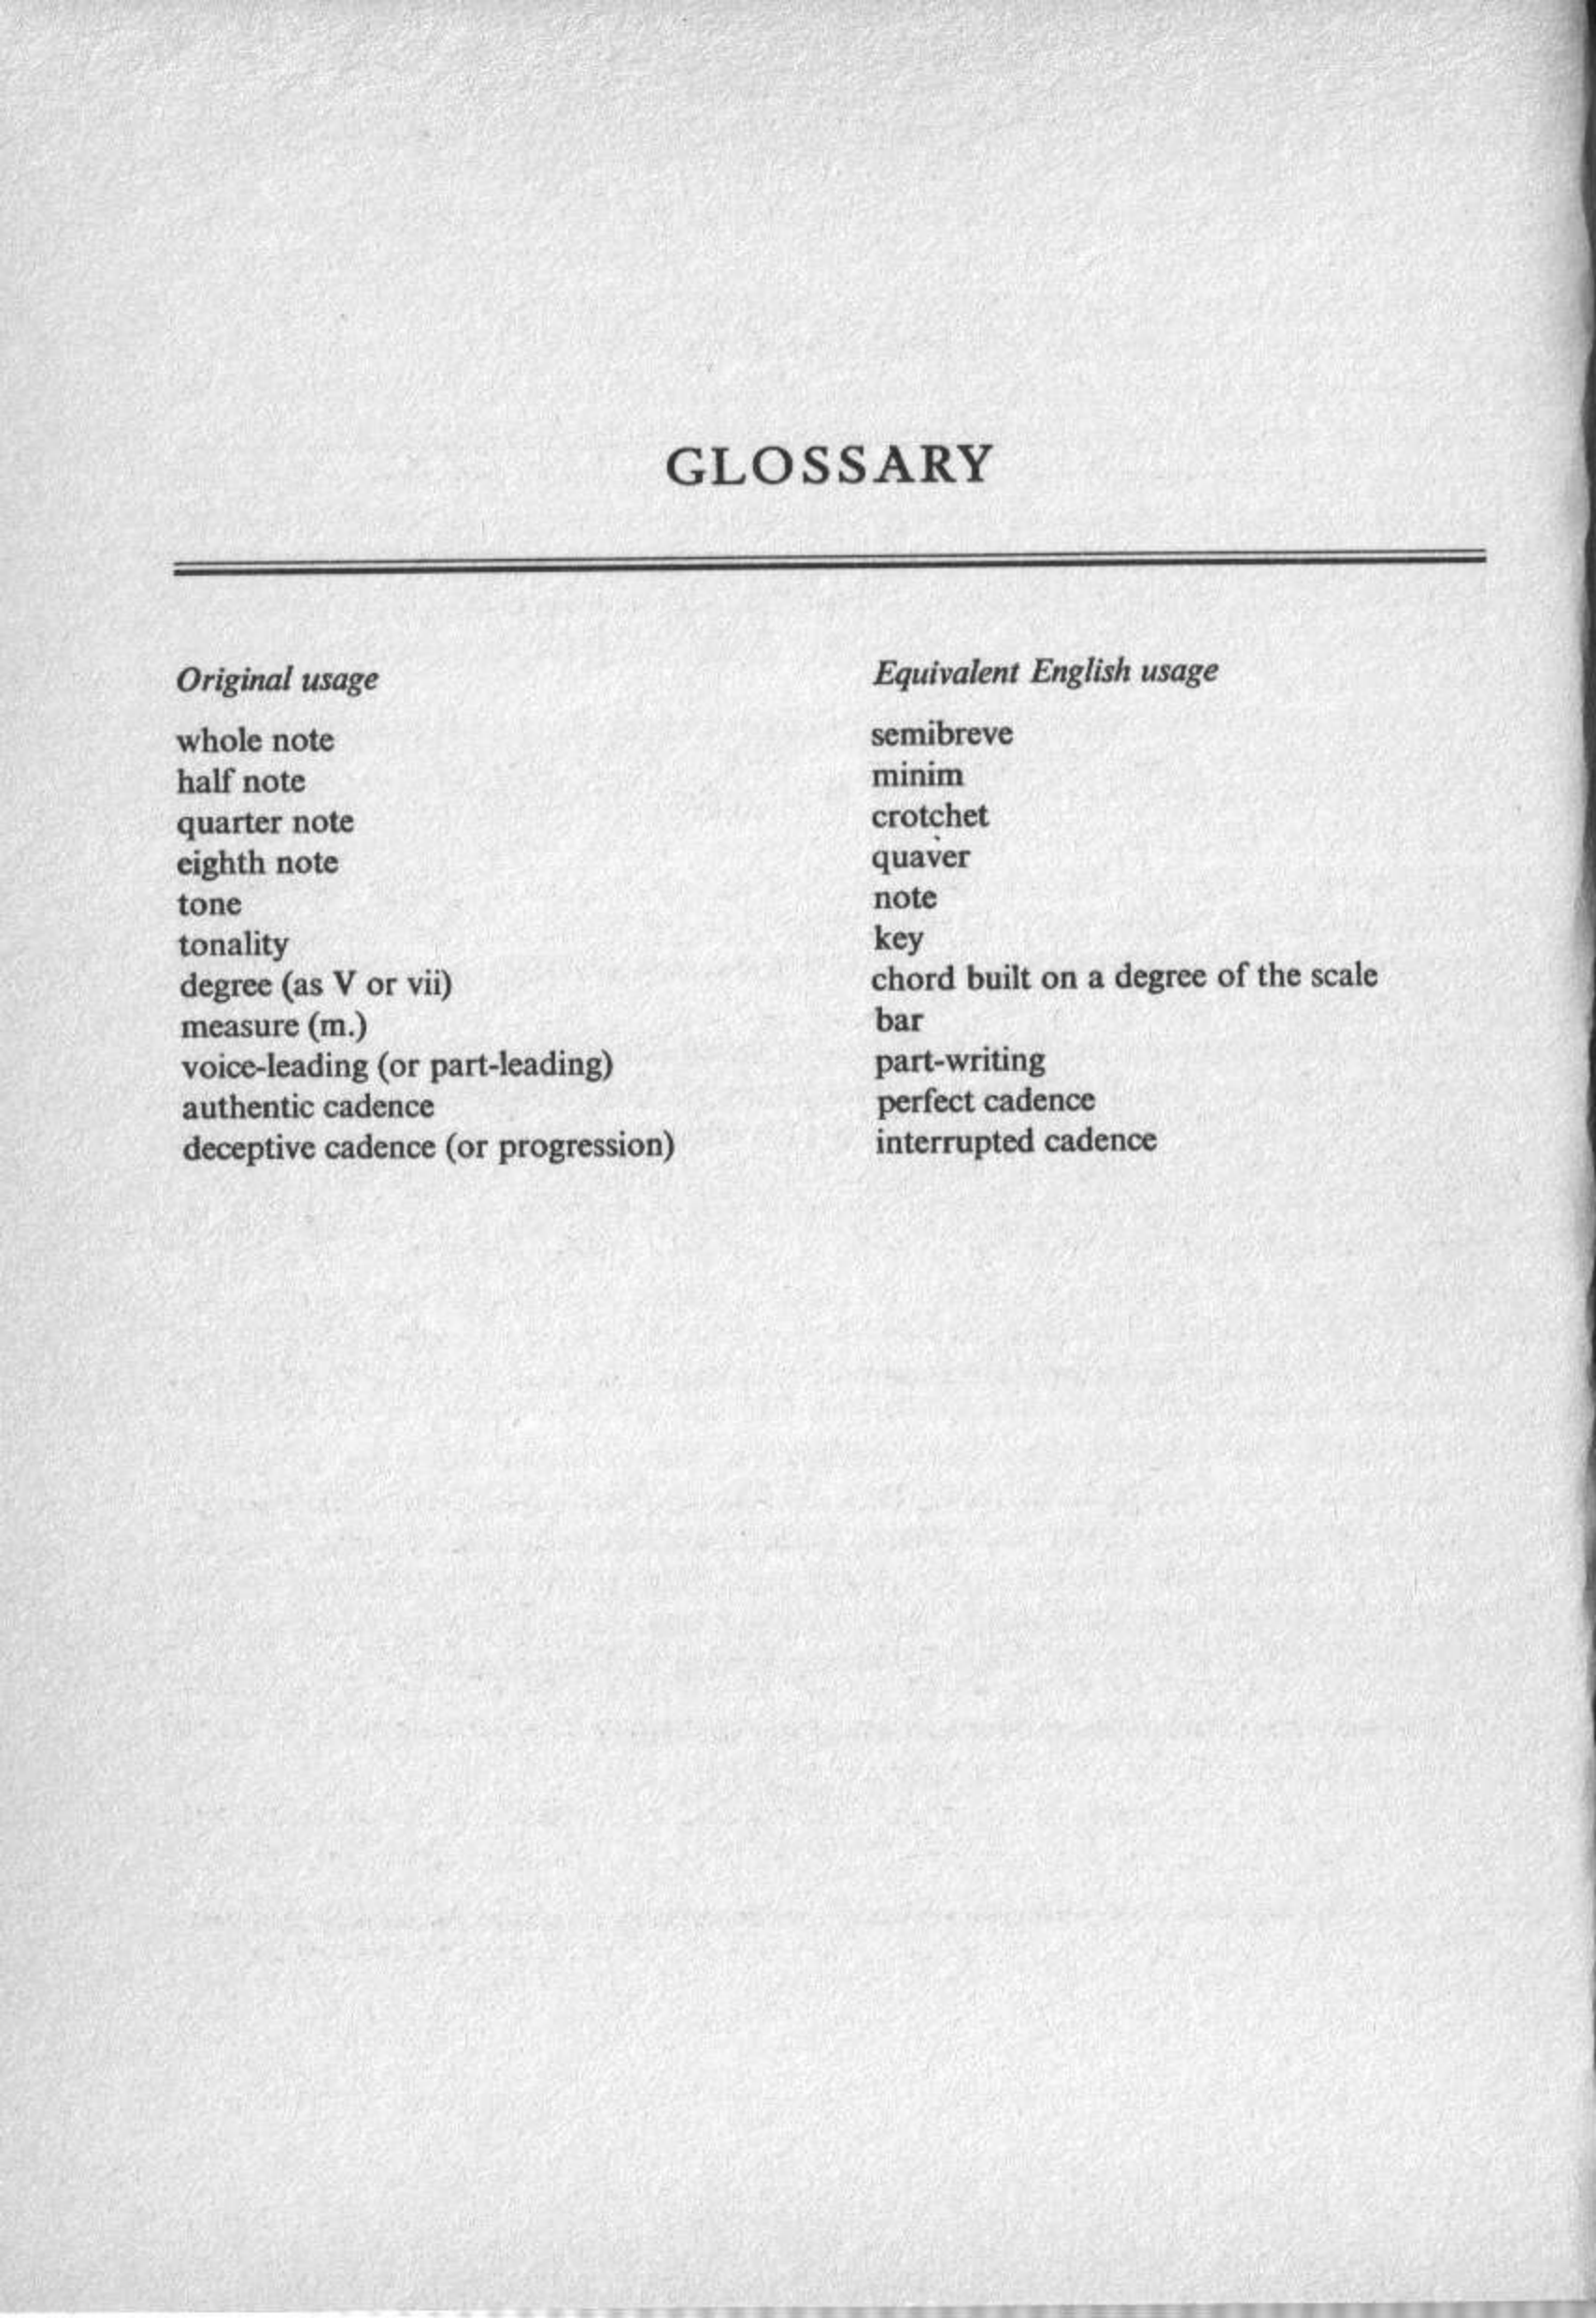 GLOSSARY
Original usage Equivalent English usage
whole note semibreve
half note minim
quarter note crotchet
eighth note quaver
tone note
tonality key
degree (as V or vii) chord built on a degree of the scale
measure (m.) bar
voice-leading (or part-leading) part-writing
authentic cadence perfect cadence
deceptive cadence (or progression) interrupted cadence